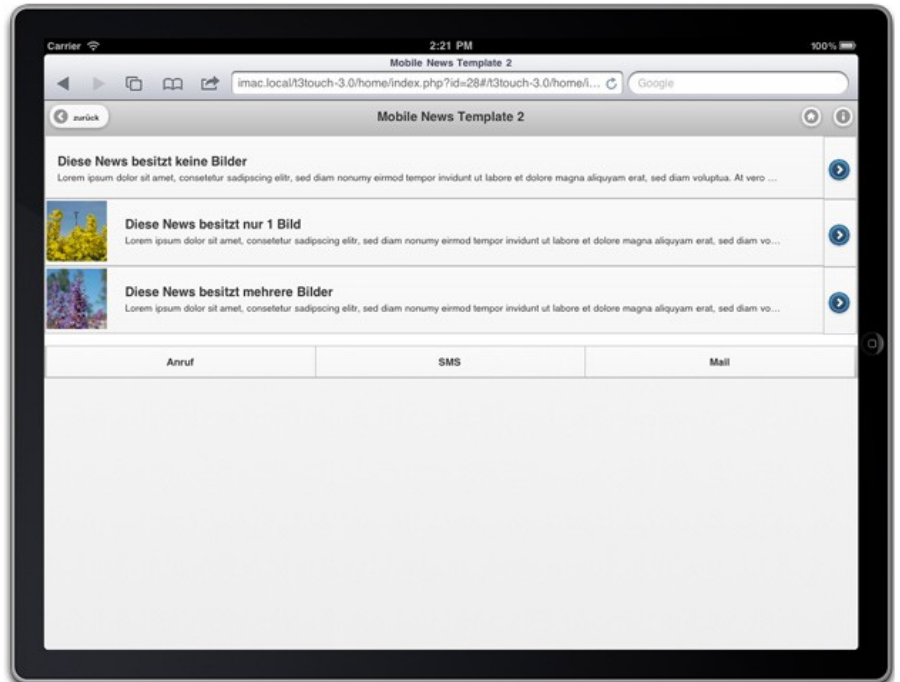 Carrier 2:21 PM 100%
Mobile News Template 2
imac.local/t3touch-3.0/home/index.php?id=28#/t3touch-3.0/home/i... Google
zurück Mobile News Template 2
Diese News besitzt keine Bilder
Lorem ipsum dolor sit amet, consetetur sadipscing elitr, sed diam nonumy eirmod tempor invidunt ut labore et dolore magna aliquyam erat, sed diam voluptua. At vero ...
Diese News besitzt nur 1 Bild
Lorem ipsum dolor sit amet, consetetur sadipscing elitr, sed diam nonumy eirmod tempor invidunt ut labore et dolore magna aliquyam erat, sed diam vo...
Diese News besitzt mehrere Bilder
Lorem ipsum dolor sit amet, consetetur sadipscing elitr, sed diam nonumy eirmod tempor invidunt ut labore et dolore magna aliquyam erat, sed diam vo...
Anruf SMS Mail